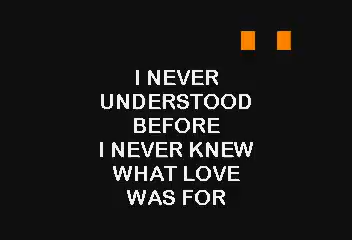 I NEVER
UNDERSTOOD
BEFORE
I NEVER KNEW
WHAT LOVE
WAS FOR